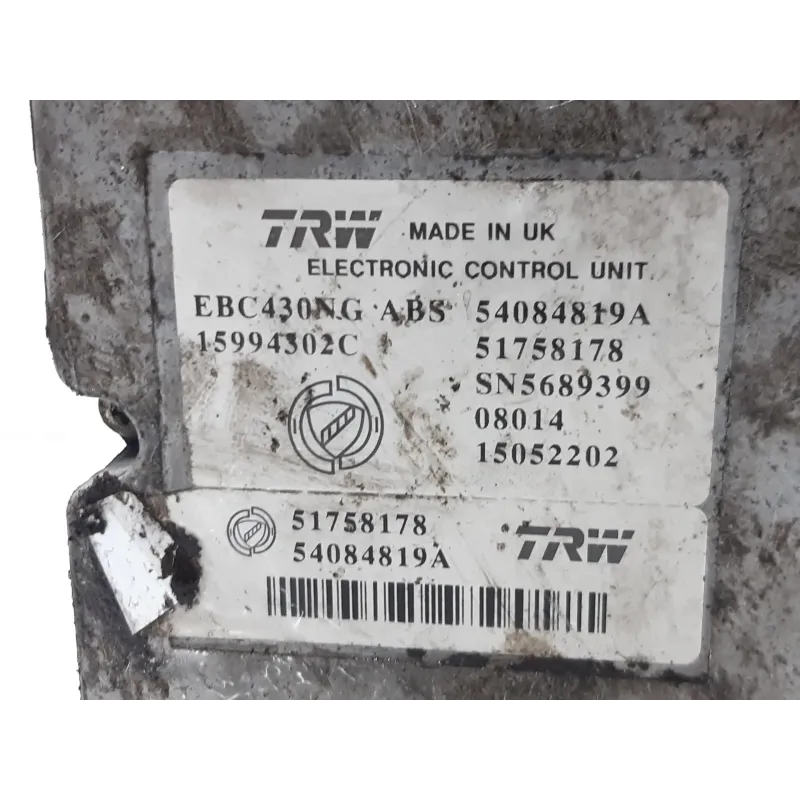 TRW MADE IN UK
ELECTRONIC CONTROL UNIT
EBC430NG ABS 54084819A
15994302C 51758178
SN5689399
08014
15052202
51758178 TRW
54084819A